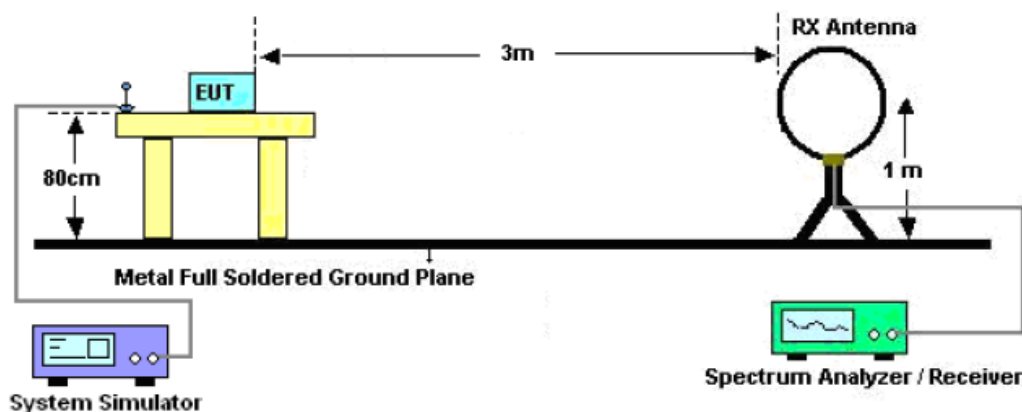 RX Antenna
3m
EUT
80cm
1 m
Metal Full Soldered Ground Plane
System Simulator
Spectrum Analyzer / Receiver